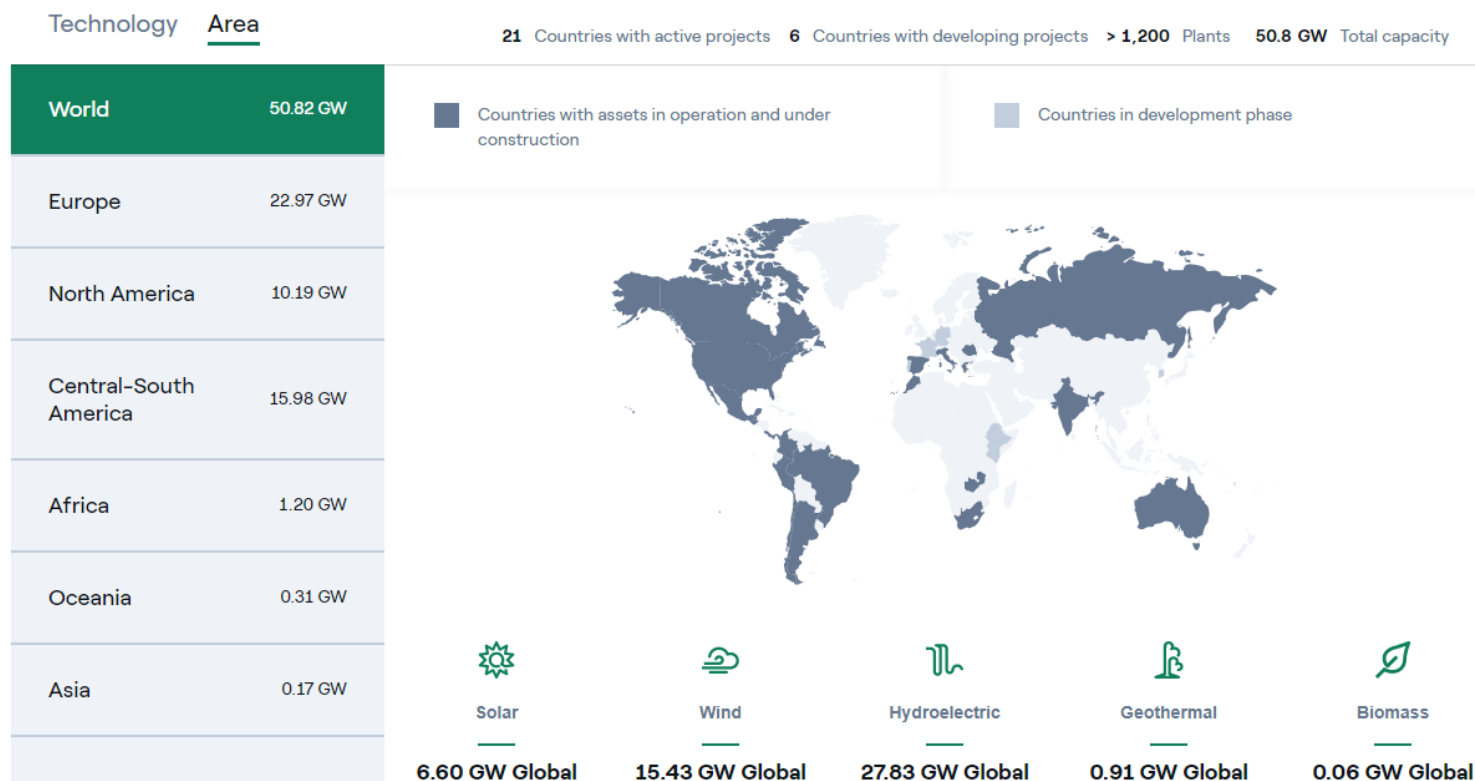 Technology Area
21 Countries with active projects 6 Countries with developing projects > 1,200 Plants 50.8 GW Total capacity
World 50.82 GW
Europe 22.97 GW
North America 10.19 GW
Central-South
America 15.98 GW
Africa 1.20 GW
Oceania 0.31 GW
Asia 0.17 GW
Countries with assets in operation and under
construction
Countries in development phase
Solar
6.60 GW Global
Wind
15.43 GW Global
Hydroelectric
27.83 GW Global
Geothermal
0.91 GW Global
Biomass
0.06 GW Global